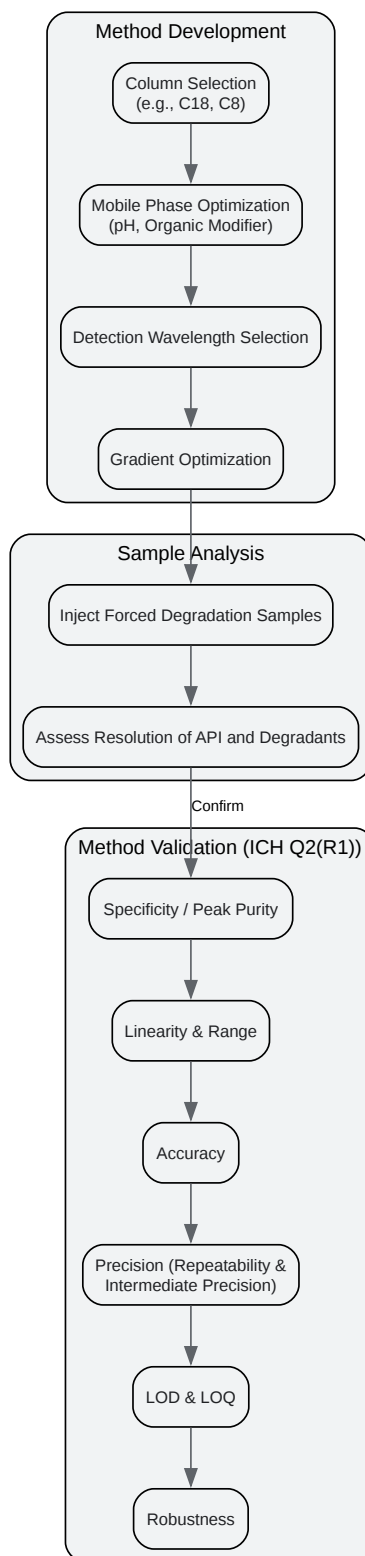 Method Development
Column Selection
(e.g., C18, C8)
Mobile Phase Optimization
(pH, Organic Modifier)
Detection Wavelength Selection
Gradient Optimization
Sample Analysis
Inject Forced Degradation Samples
Assess Resolution of API and Degradants
Confirm
Method Validation (ICH Q2(R1))
Specificity / Peak Purity
Linearity & Range
Accuracy
Precision (Repeatability &
Intermediate Precision)
LOD & LOQ
Robustness